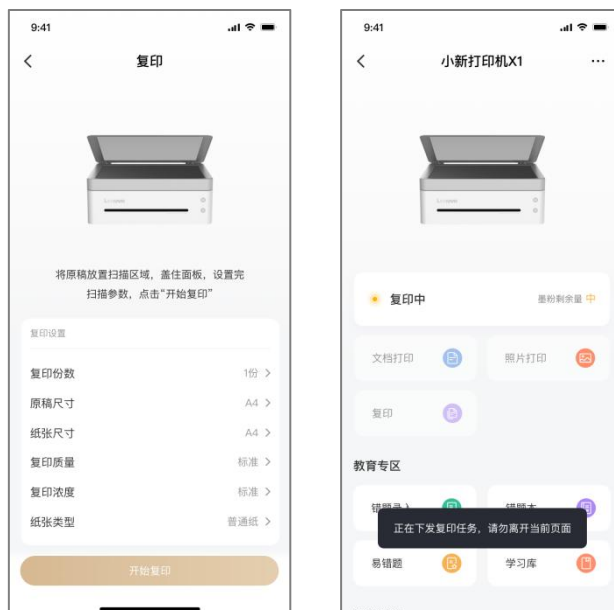 9:41
复印
将原稿放置扫描区域，盖住面板，设置完
扫描参数，点击“开始复印”
复印设置
复印份数 1份
原稿尺寸 A4
纸张尺寸 A4
复印质量 标准
复印浓度 标准
纸张类型 普通纸
开始复印
9:41
小新打印机X1
复印中 墨粉剩余量 中
文档打印 照片打印
复印
教育专区
错题录入 错题本
正在下发复印任务，请勿离开当前页面
易错题 学习库